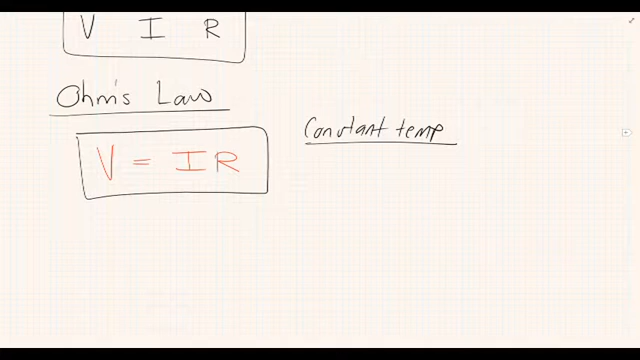 V I R
Ohm's Law
Constant temp
V = IR